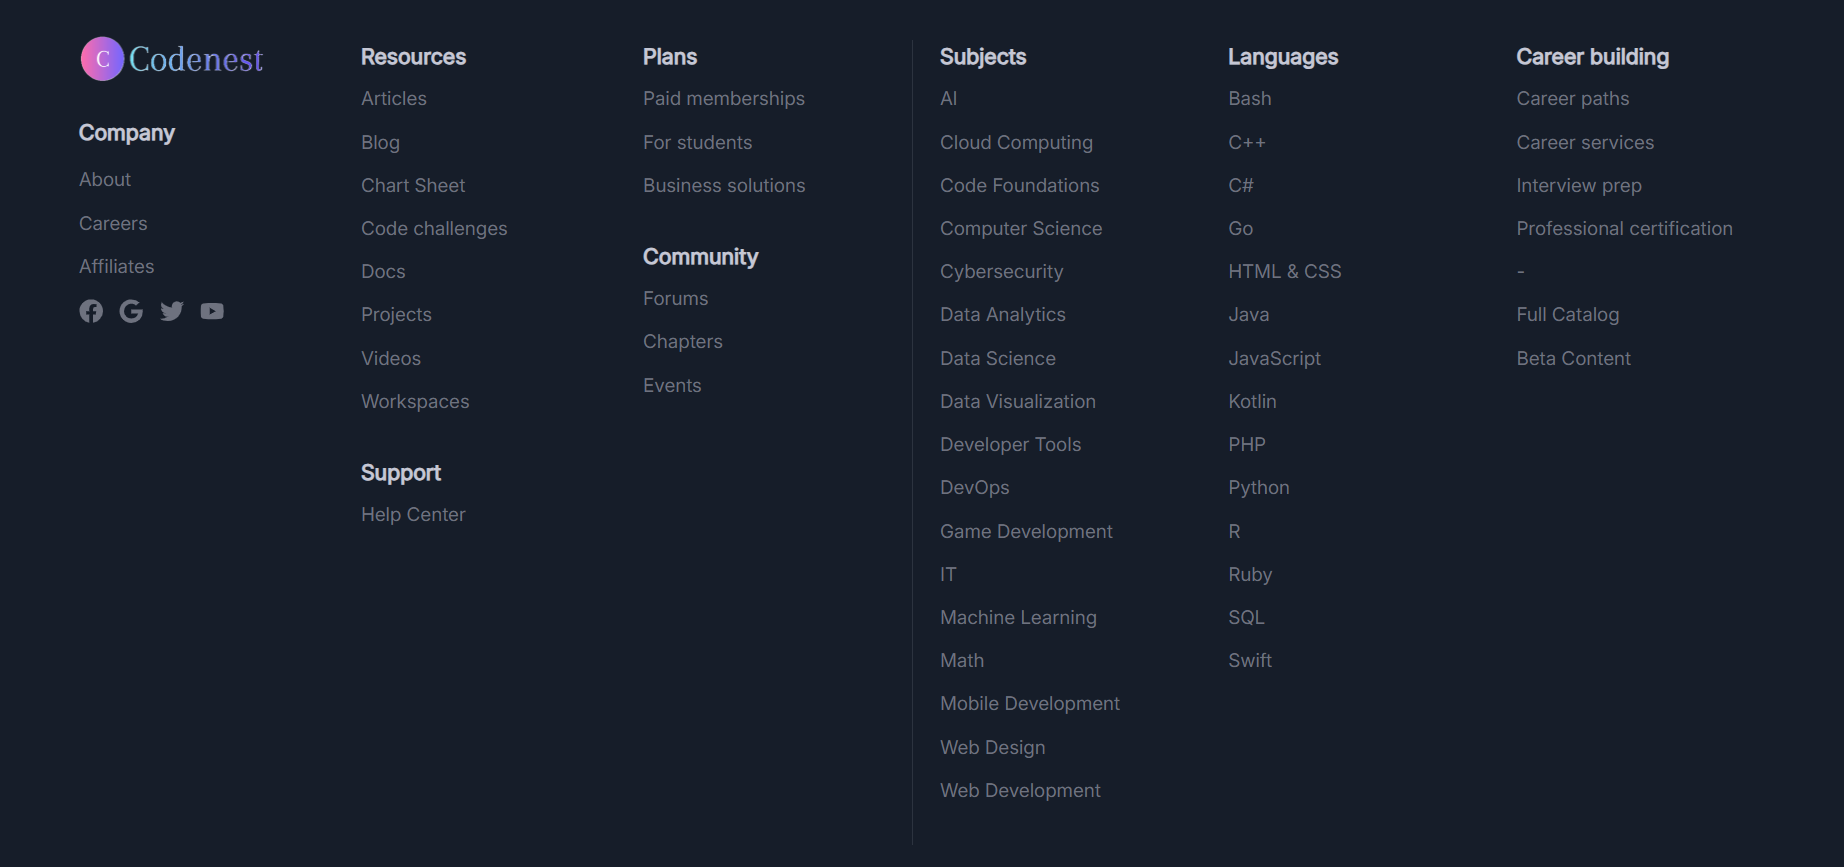 C Codenest
Company
About
Careers
Affiliates
Resources
Articles
Blog
Chart Sheet
Code challenges
Docs
Projects
Videos
Workspaces
Support
Help Center
Plans
Paid memberships
For students
Business solutions
Community
Forums
Chapters
Events
Subjects
AI
Cloud Computing
Code Foundations
Computer Science
Cybersecurity
Data Analytics
Data Science
Data Visualization
Developer Tools
DevOps
Game Development
IT
Machine Learning
Math
Mobile Development
Web Design
Web Development
Languages
Bash
C++
C#
Go
HTML & CSS
Java
JavaScript
Kotlin
PHP
Python
R
Ruby
SQL
Swift
Career building
Career paths
Career services
Interview prep
Professional certification
-
Full Catalog
Beta Content